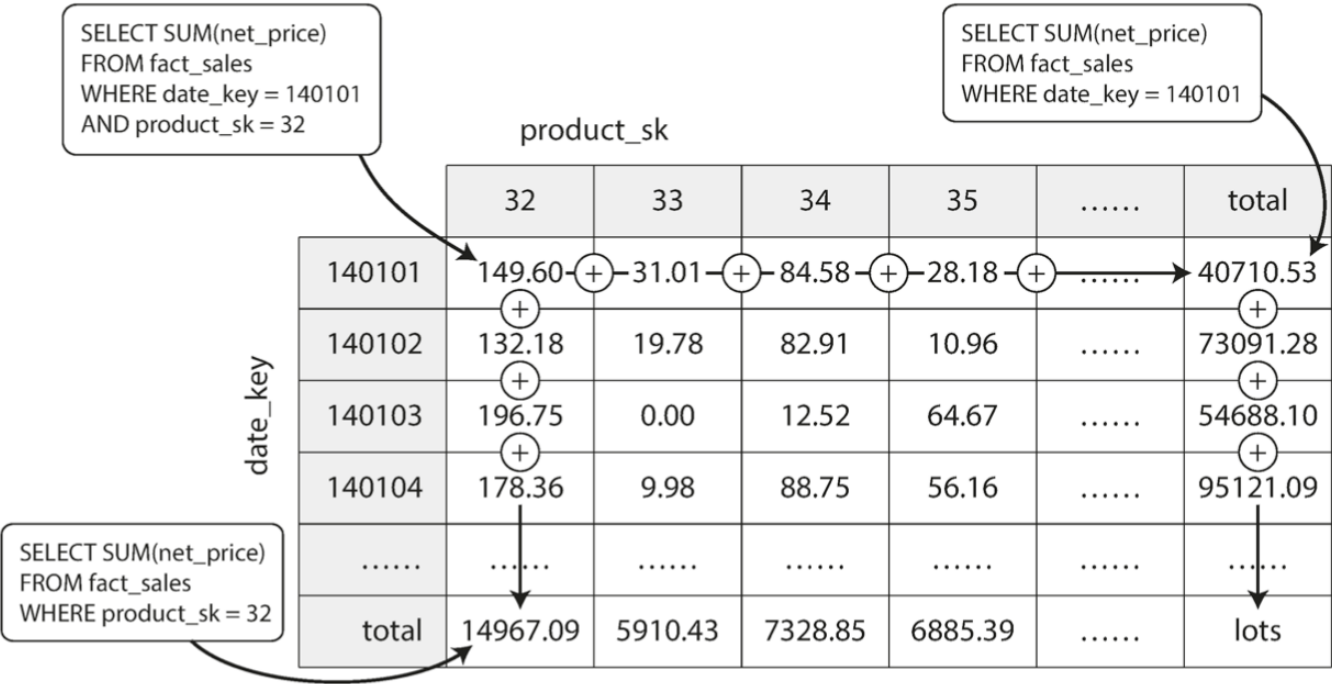 SELECT SUM(net_price)
FROM fact_sales
WHERE date_key = 140101
AND product_sk = 32
SELECT SUM(net_price)
FROM fact_sales
WHERE date_key = 140101
product_sk
32 33 34 35 ...... total
date_key
140101 149.60 + 31.01 + 84.58 + 28.18 + ...... 40710.53
+ +
140102 132.18 19.78 82.91 10.96 ...... 73091.28
+ +
140103 196.75 0.00 12.52 64.67 ...... 54688.10
+ +
140104 178.36 9.98 88.75 56.16 ...... 95121.09
...... ...... ...... ...... ...... ...... ......
total 14967.09 5910.43 7328.85 6885.39 ...... lots
SELECT SUM(net_price)
FROM fact_sales
WHERE product_sk = 32